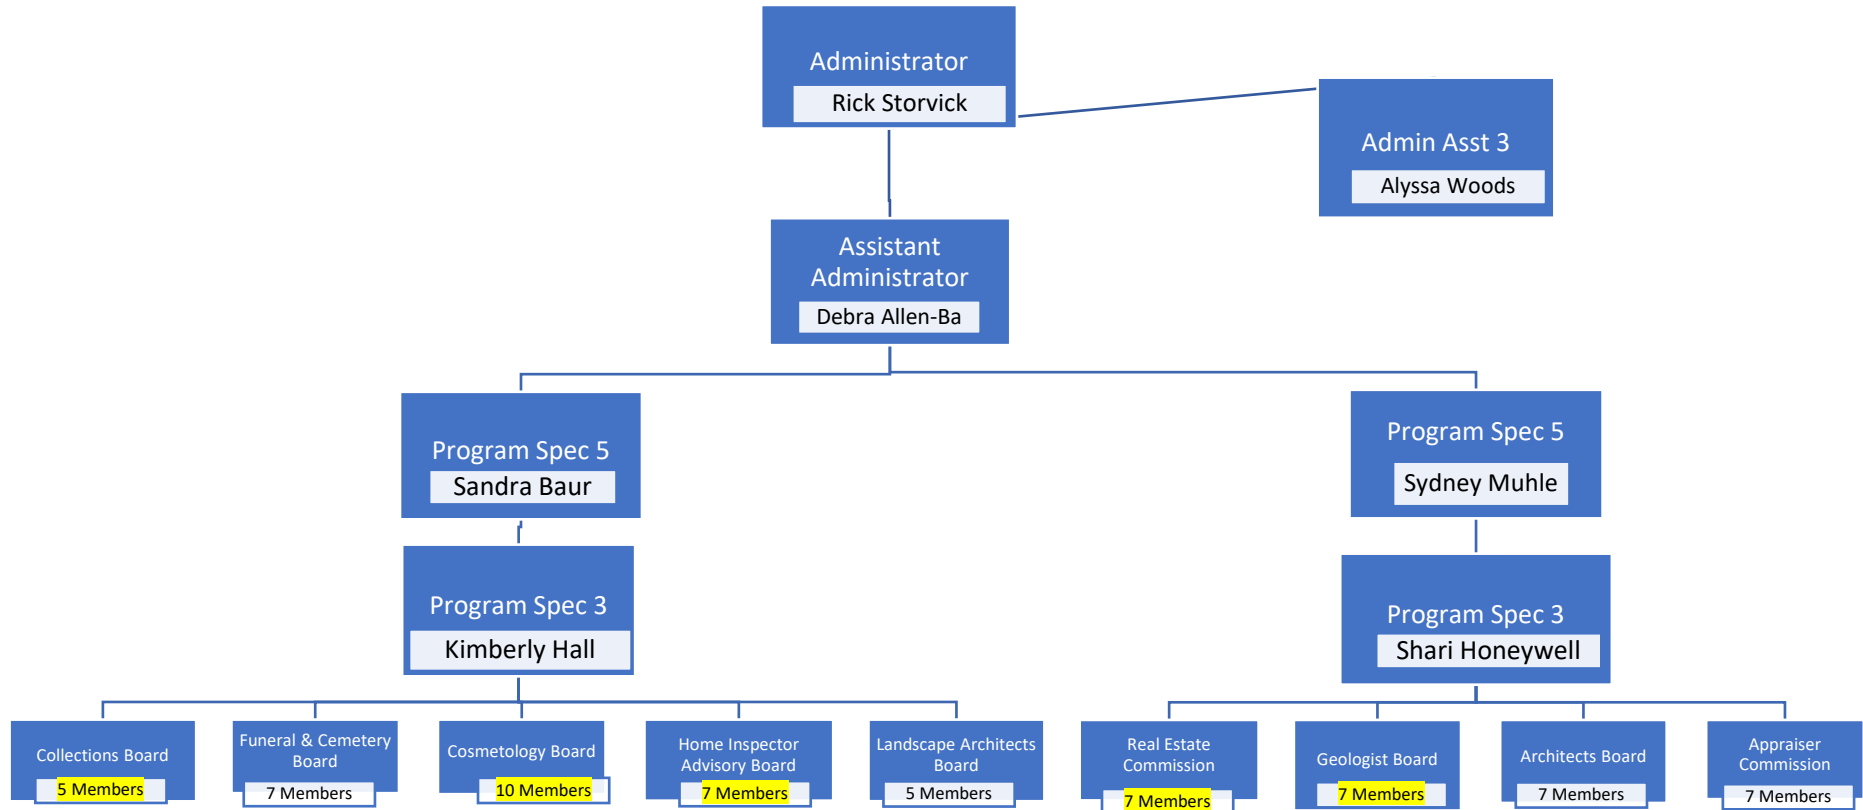 Administrator
Rick Storvick
Admin Asst 3
Alyssa Woods
Assistant
Administrator
Debra Allen-Ba
Program Spec 5
Sandra Baur
Program Spec 5
Sydney Muhle
Program Spec 3
Kimberly Hall
Program Spec 3
Shari Honeywell
Collections Board
5 Members
Funeral & Cemetery
Board
7 Members
Cosmetology Board
10 Members
Home Inspector
Advisory Board
7 Members
Landscape Architects
Board
5 Members
Real Estate
Commission
7 Members
Geologist Board
7 Members
Architects Board
7 Members
Appraiser
Commission
7 Members